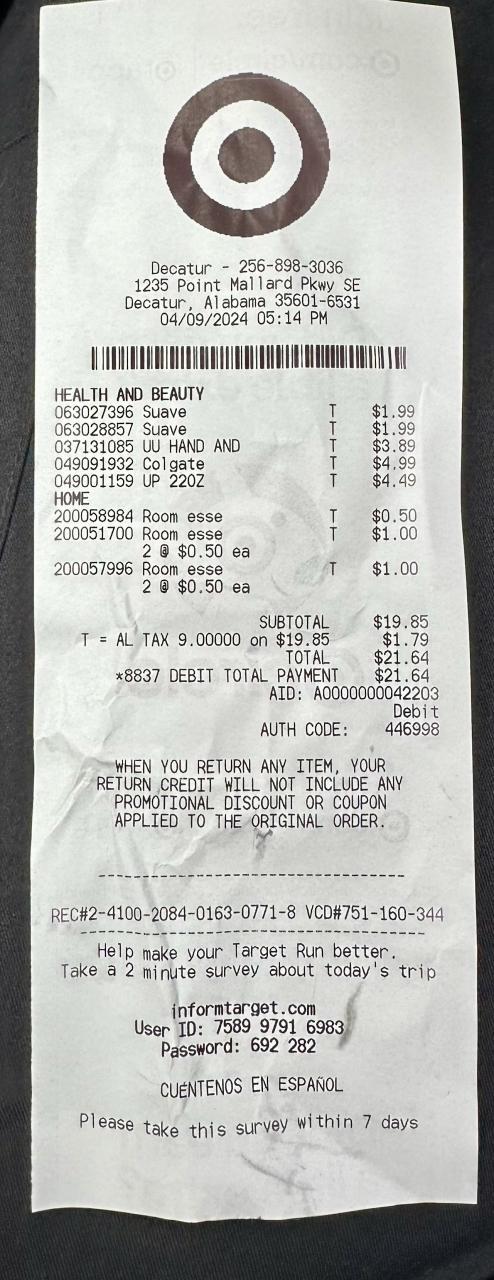 Decatur - 256-898-3036
1235 Point Mallard Pkwy SE
Decatur, Alabama 35601-6531
04/09/2024 05:14 PM
HEALTH AND BEAUTY
063027396 Suave T $1.99
063028857 Suave T $1.99
037131085 UU HAND AND T $3.89
049091932 Colgate T $4.99
049001159 UP 220Z T $4.49
HOME
200058984 Room esse T $0.50
200051700 Room esse T $1.00
2 @ $0.50 ea
200057996 Room esse T $1.00
2 @ $0.50 ea
SUBTOTAL $19.85
T = AL TAX 9.00000 on $19.85 $1.79
TOTAL $21.64
*8837 DEBIT TOTAL PAYMENT $21.64
AID: A0000000042203
Debit
AUTH CODE: 446998
WHEN YOU RETURN ANY ITEM, YOUR
RETURN CREDIT WILL NOT INCLUDE ANY
PROMOTIONAL DISCOUNT OR COUPON
APPLIED TO THE ORIGINAL ORDER.
REC#2-4100-2084-0163-0771-8 VCD#751-160-344
Help make your Target Run better.
Take a 2 minute survey about today's trip
informtarget.com
User ID: 7589 9791 6983
Password: 692 282
CUÉNTENOS EN ESPAÑOL
Please take this survey within 7 days